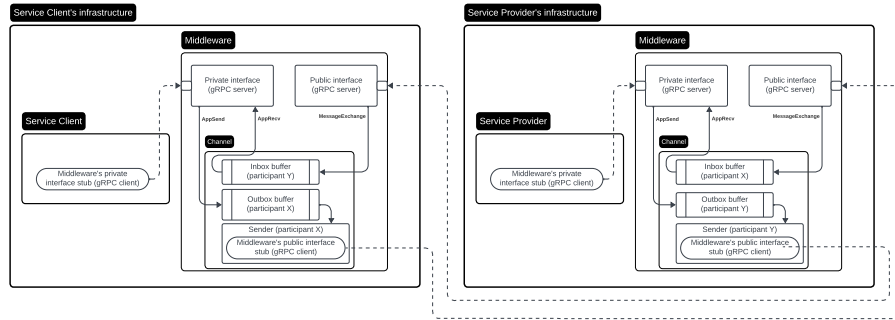 Service Client's infrastructure
Middleware
Private interface
(gRPC server)
Public interface
(gRPC server)
AppSend
AppRecv
MessageExchange
Service Client
Middleware's private
interface stub (gRPC client)
Channel
Inbox buffer
(participant Y)
Outbox buffer
(participant X)
Sender (participant X)
Middleware's public interface
stub (gRPC client)
Service Provider's infrastructure
Middleware
Private interface
(gRPC server)
Public interface
(gRPC server)
AppSend
AppRecv
MessageExchange
Service Provider
Middleware's private
interface stub (gRPC client)
Channel
Inbox buffer
(participant X)
Outbox buffer
(participant Y)
Sender (participant Y)
Middleware's public interface
stub (gRPC client)